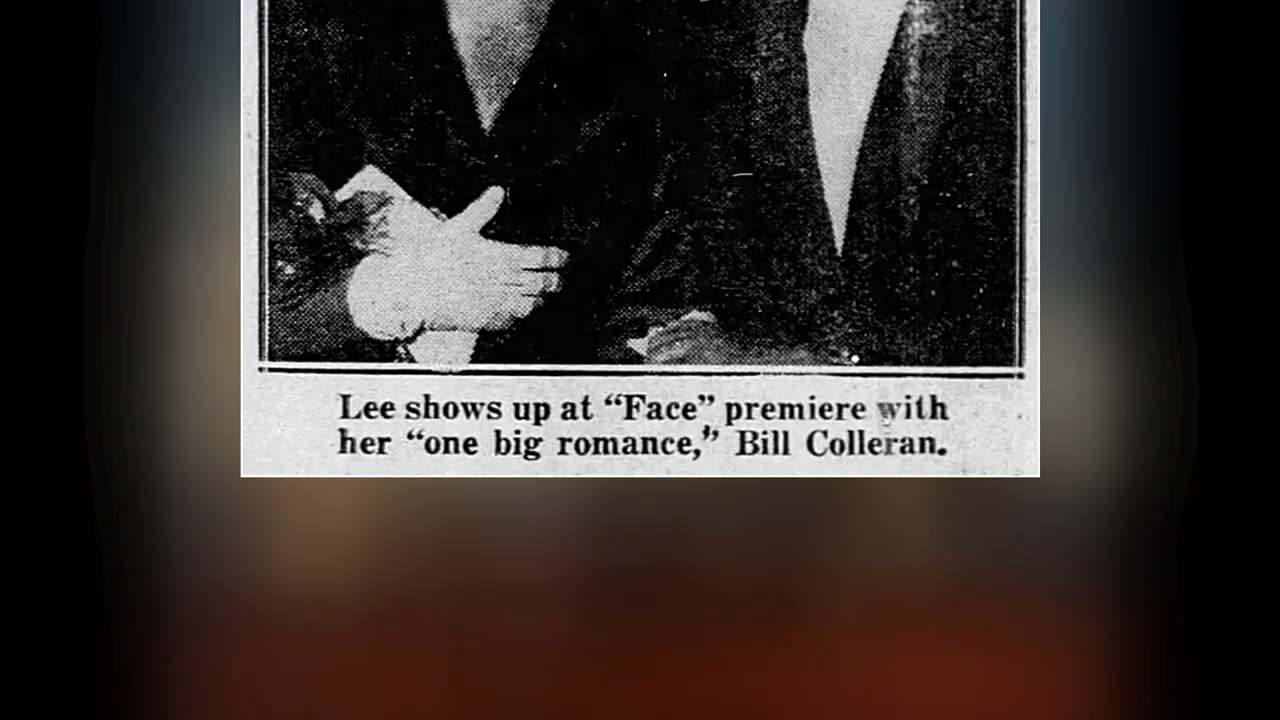 Lee shows up at “Face” premiere with
her “one big romance,” Bill Colleran.